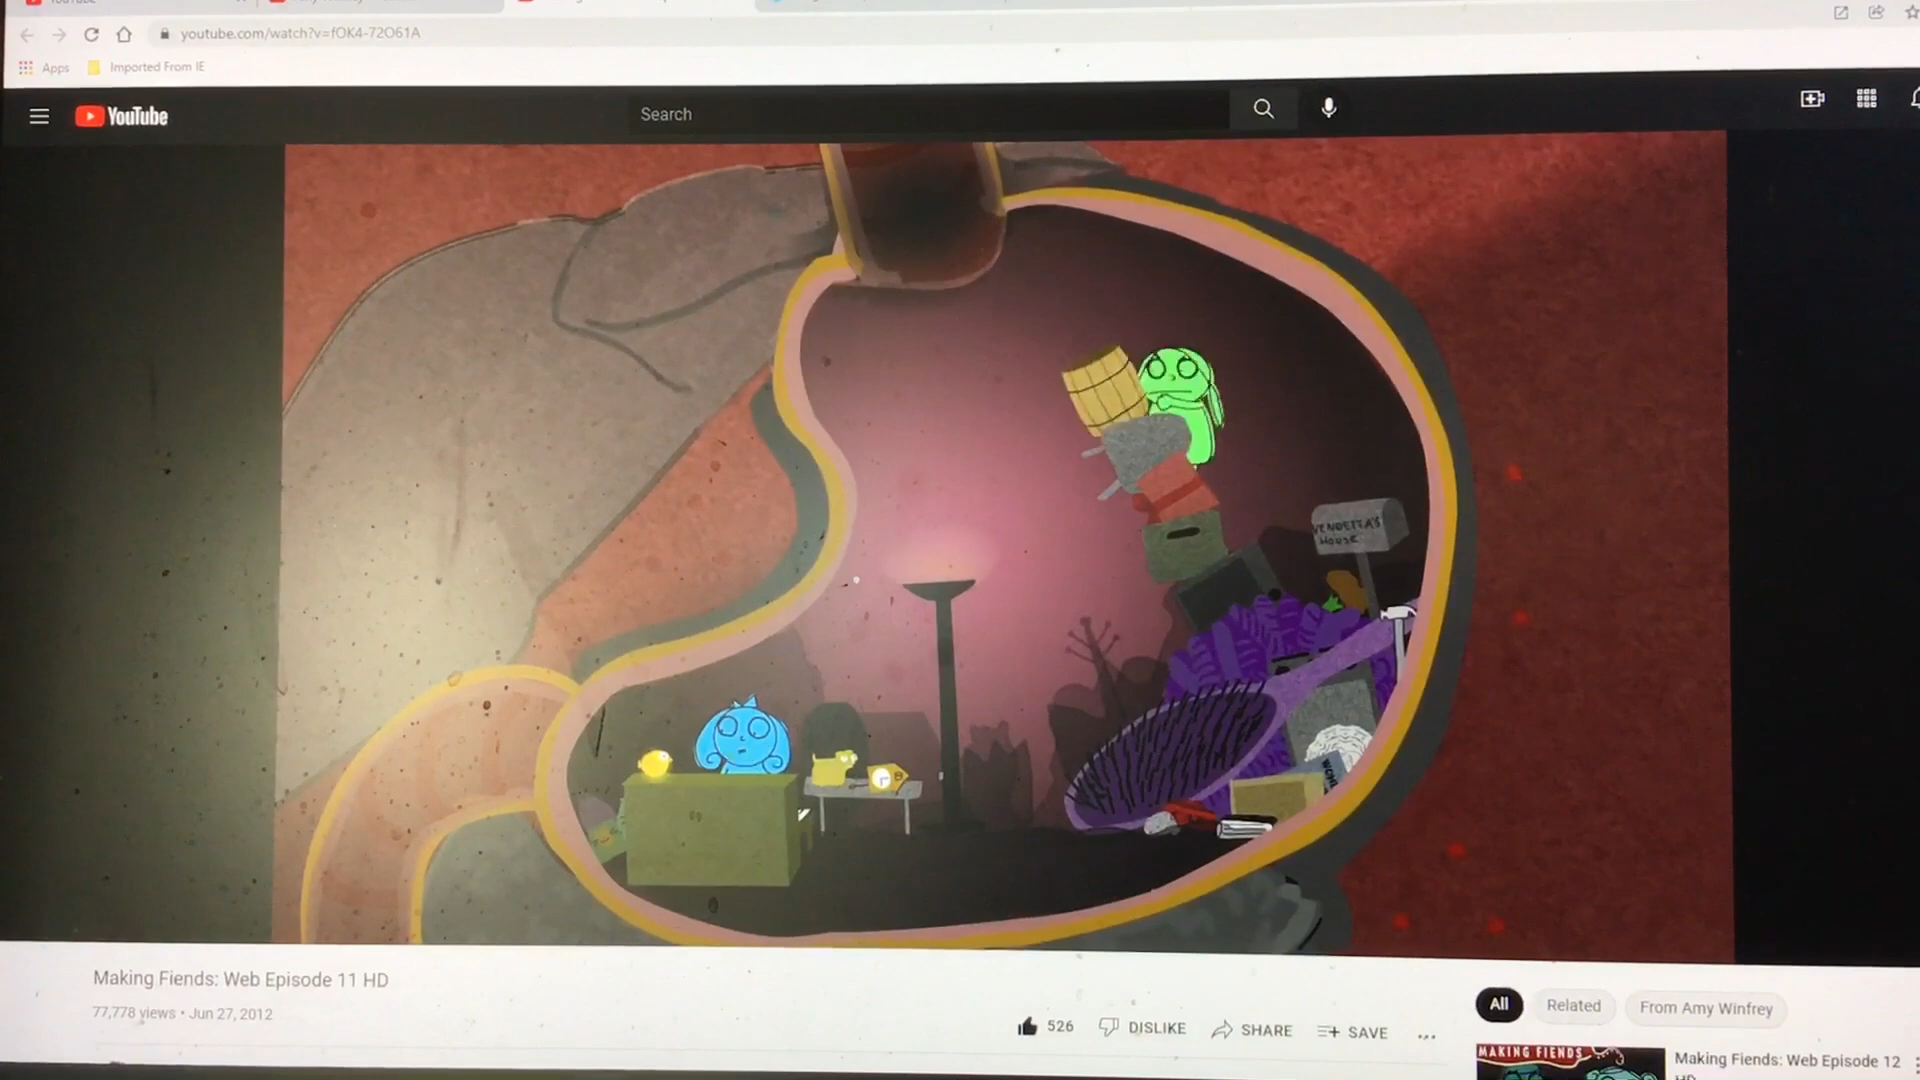 youtube.com/watch?v=fOK4-72O61A
Apps
Imported From IE
YouTube
Search
VENDETTA'S
HOUSE
Making Fiends: Web Episode 11 HD
77,778 views • Jun 27, 2012
526
DISLIKE
SHARE
SAVE
All
Related
From Amy Winfrey
MAKING FIENDS
Making Fiends: Web Episode 12
HD